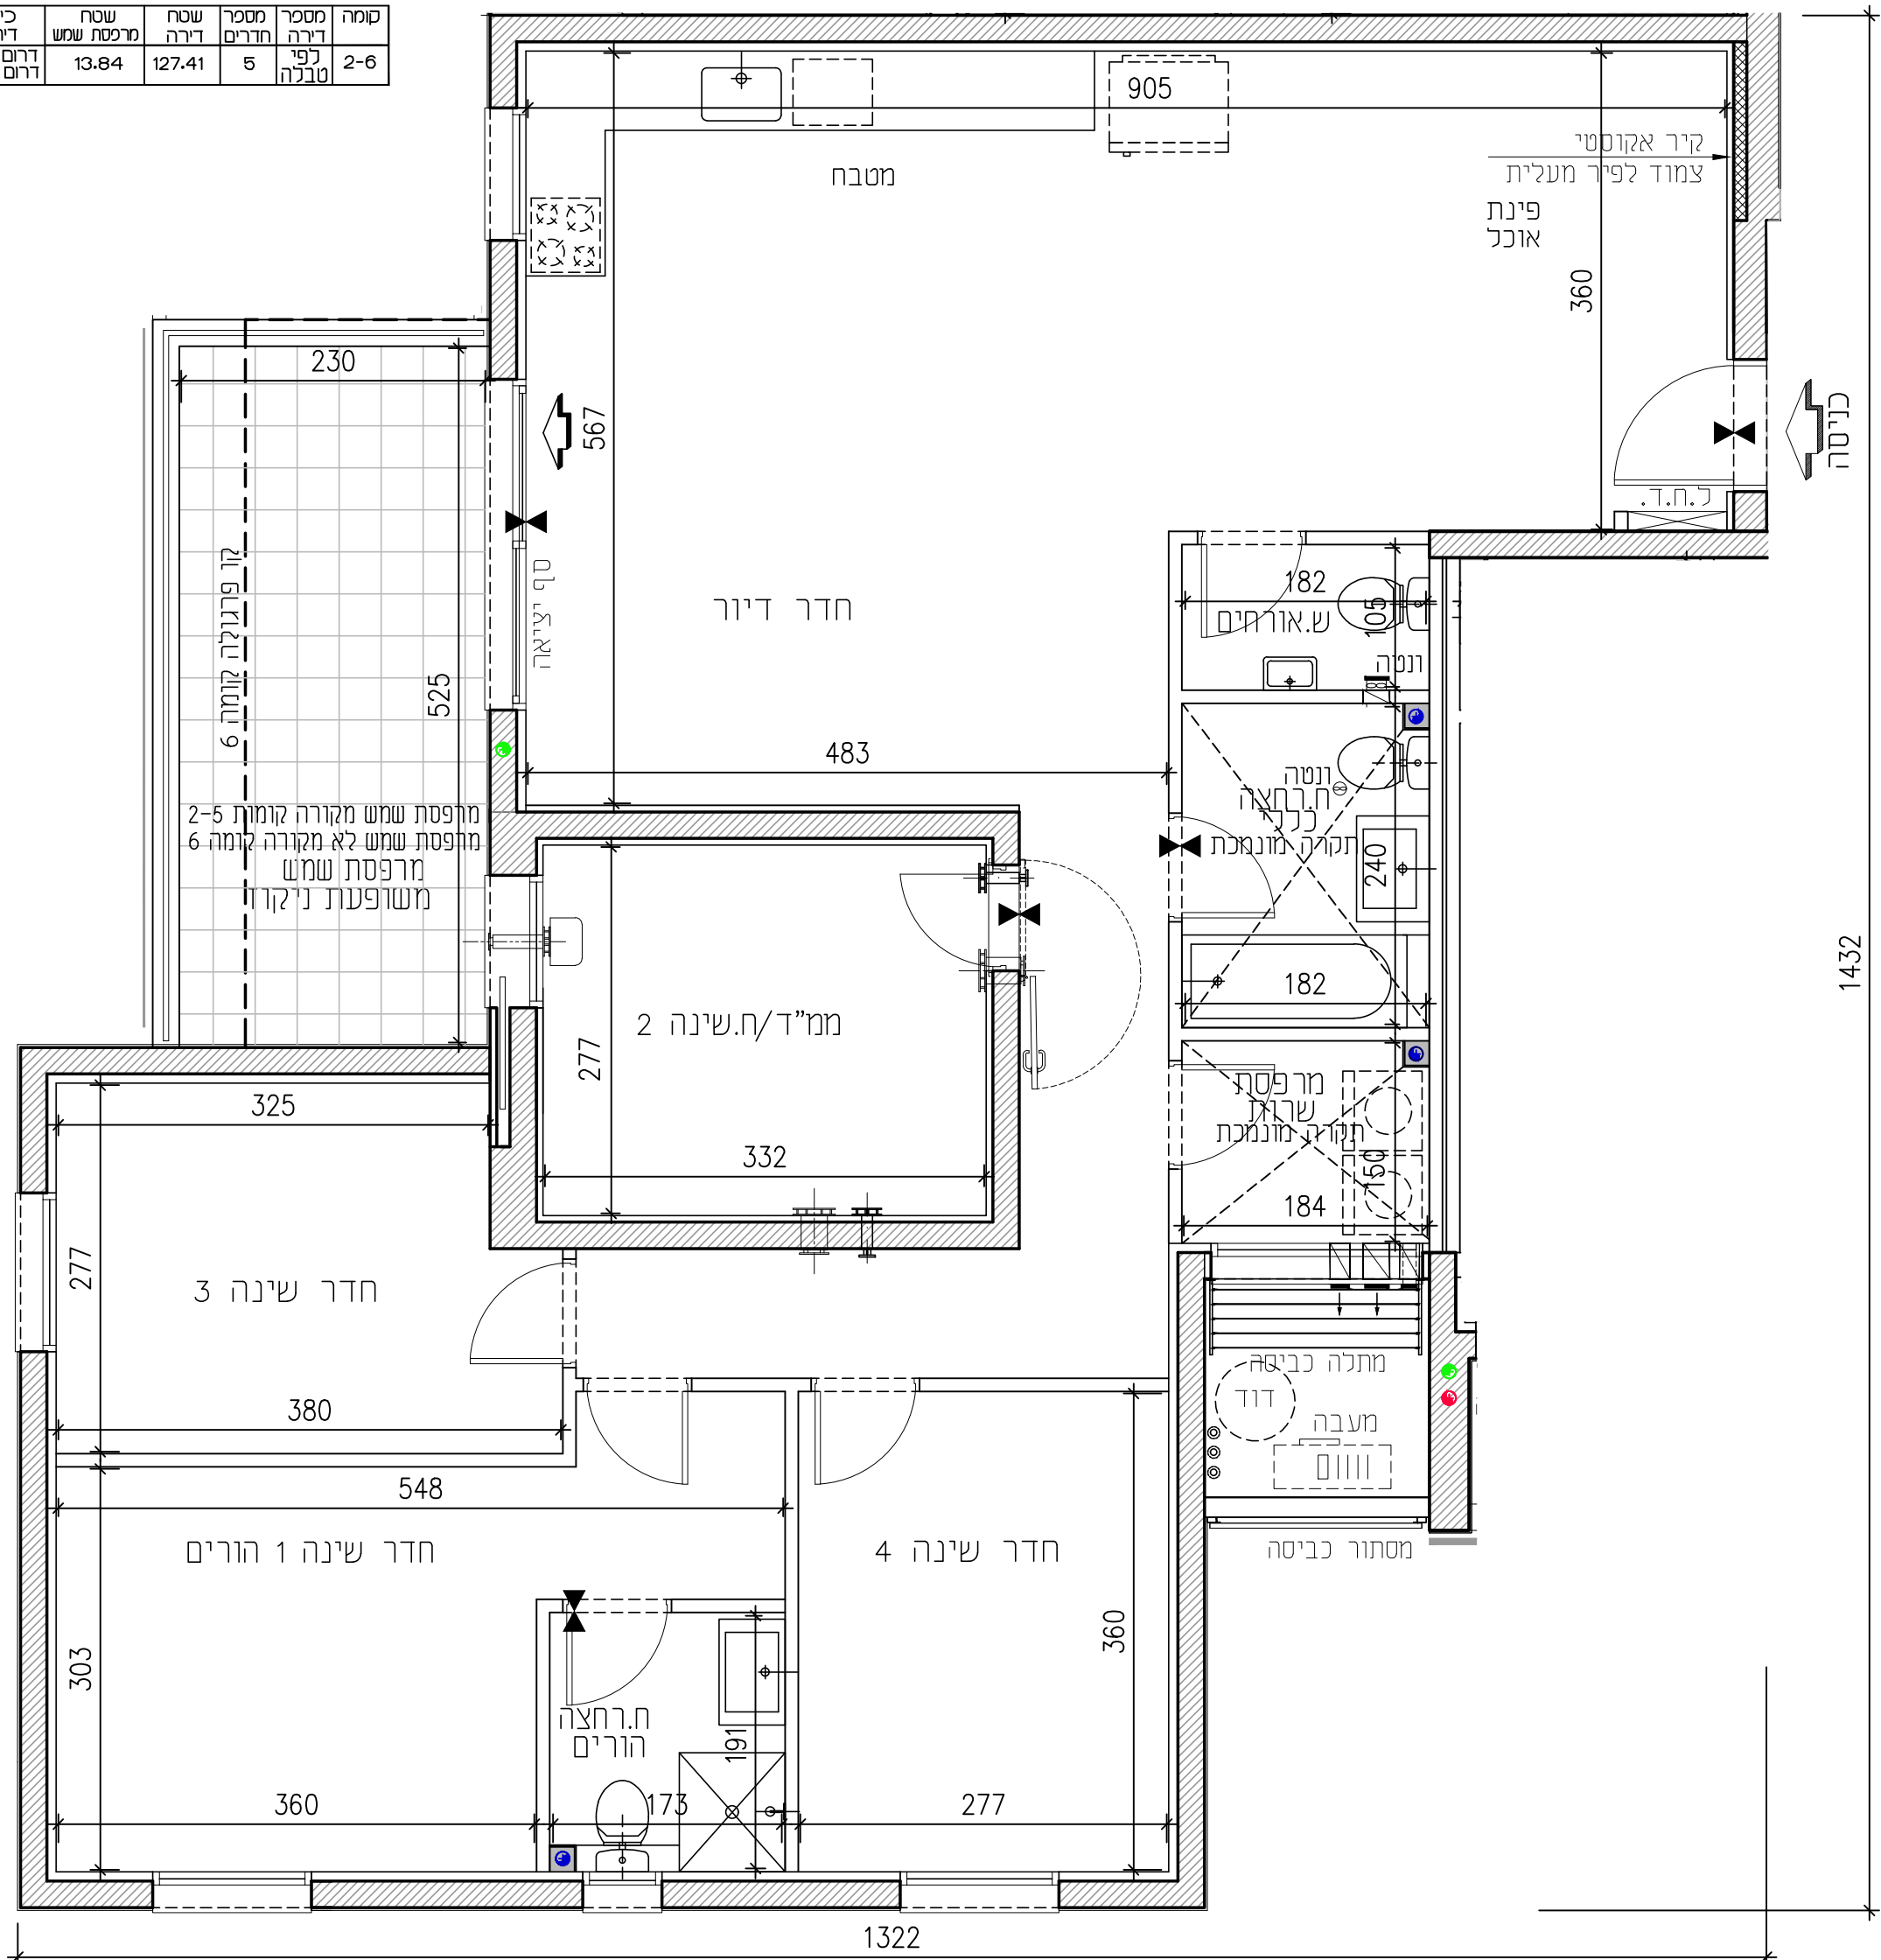 קומה
מספר דירה
מספר חדרים
שטח דירה
שטח מרפסת שמש
2-6
לפי טבלה
5
127.41
13.84
דרום
דרום
905
קיר אקוסטי
צמוד לפיר מעלית
מטבח
פינת
אוכל
360
230
567
כניסה
ל.ח.ד.
קו פרגולה קומה 6
525
סף יציאה
חדר דיור
182
105
ש.אורחים
ונטה
483
ונטה
ח.רחצה
כללי
תקרה מונמכת
240
182
מרפסת שמש מקורה קומות 2-5
מרפסת שמש לא מקורה קומה 6
מרפסת שמש
משופעת ניקוז
1432
ממ"ד/ח.שינה 2
277
332
325
מרפסת
שרות
תקרה מונמכת
150
184
277
חדר שינה 3
380
מתלה כביסה
דוד
מעבה
מסתור כביסה
548
חדר שינה 1 הורים
חדר שינה 4
303
360
ח.רחצה
הורים
191
360
173
277
1322